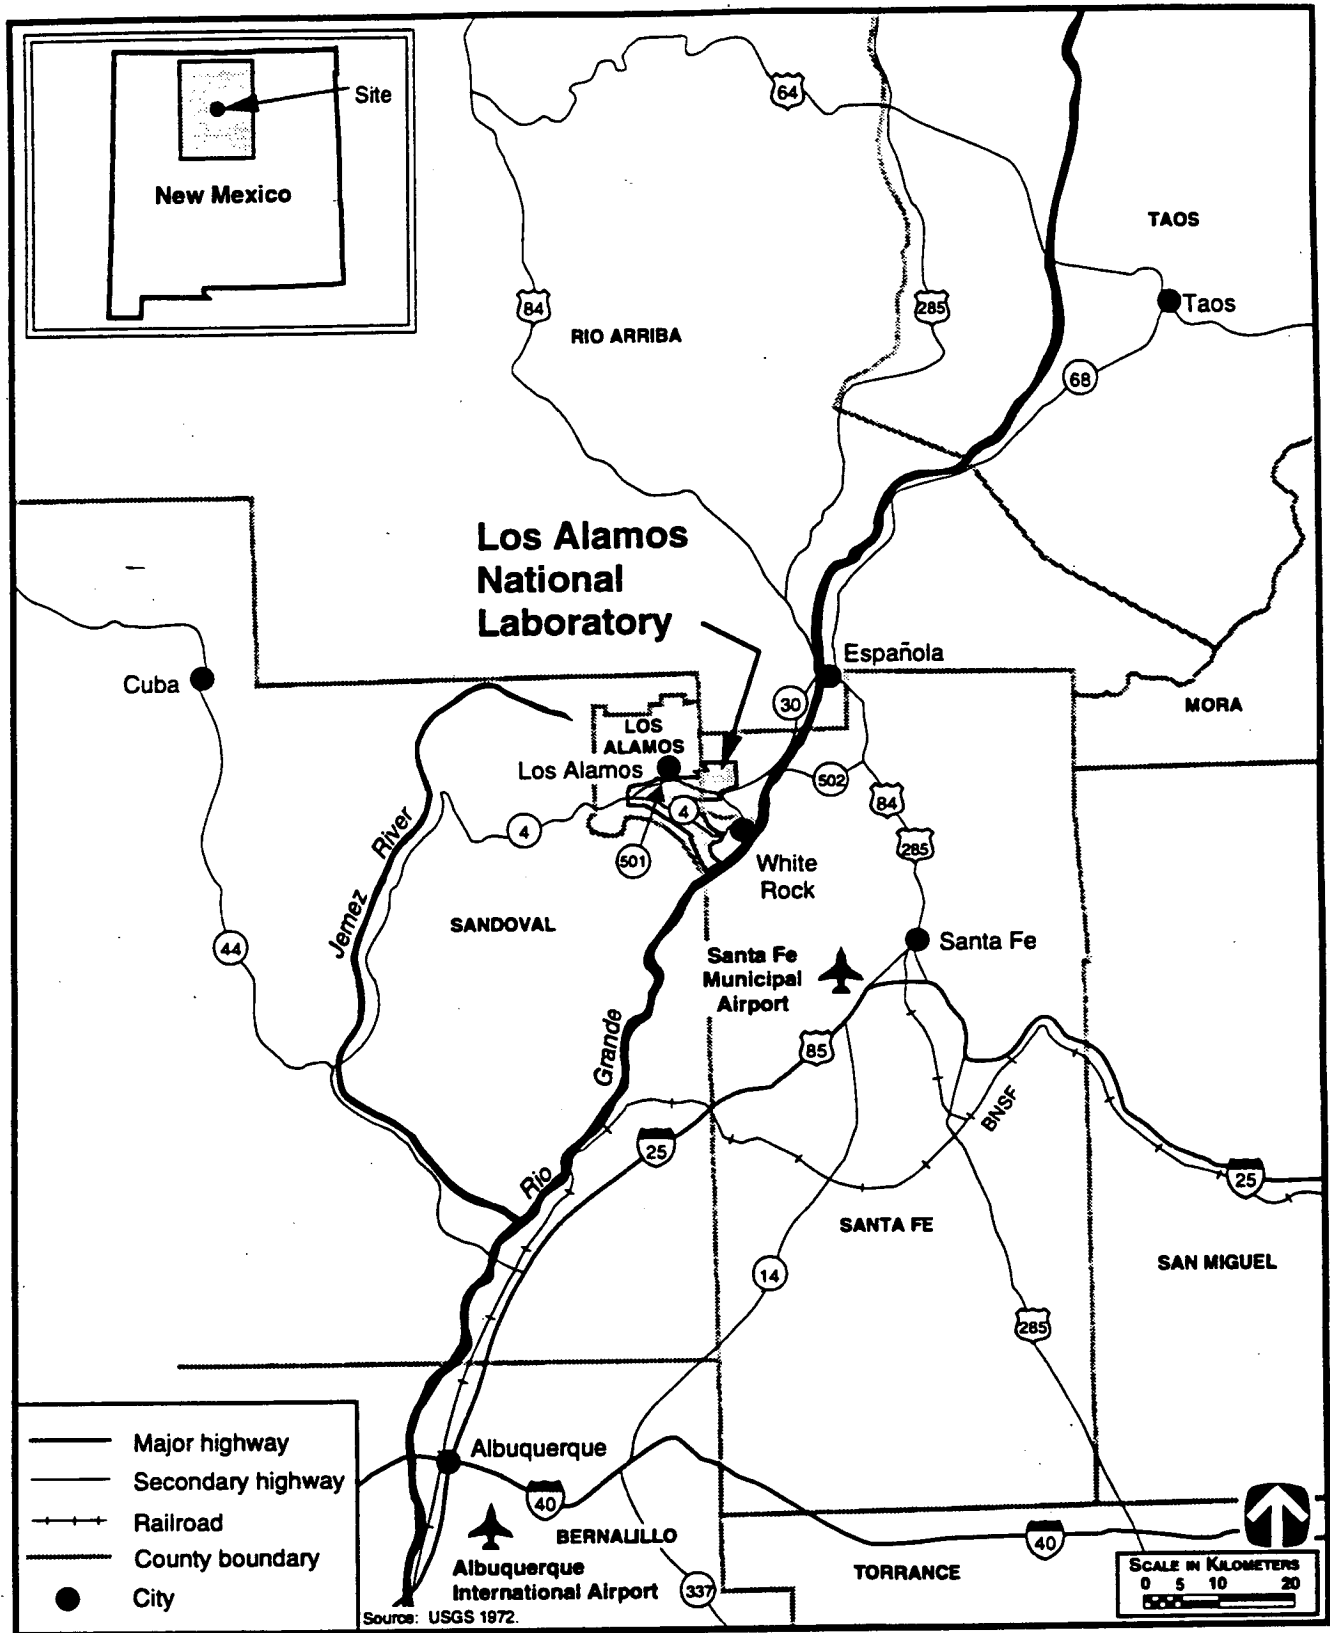 Site
New Mexico
64
TAOS
84
285
Taos
RIO ARRIBA
68
Los Alamos
National
Laboratory
Española
Cuba
30
MORA
LOS
ALAMOS
Los Alamos
502
84
4
4
285
501
White
Rock
Jemez River
SANDOVAL
44
Santa Fe
Santa Fe
Municipal
Airport
85
Rio Grande
BNSF
25
25
SANTA FE
SAN MIGUEL
14
285
Major highway
Secondary highway
Railroad
County boundary
City
Albuquerque
40
BERNALILLO
40
Albuquerque
International Airport
TORRANCE
337
SCALE IN KILOMETERS
0 5 10 20
Source: USGS 1972.